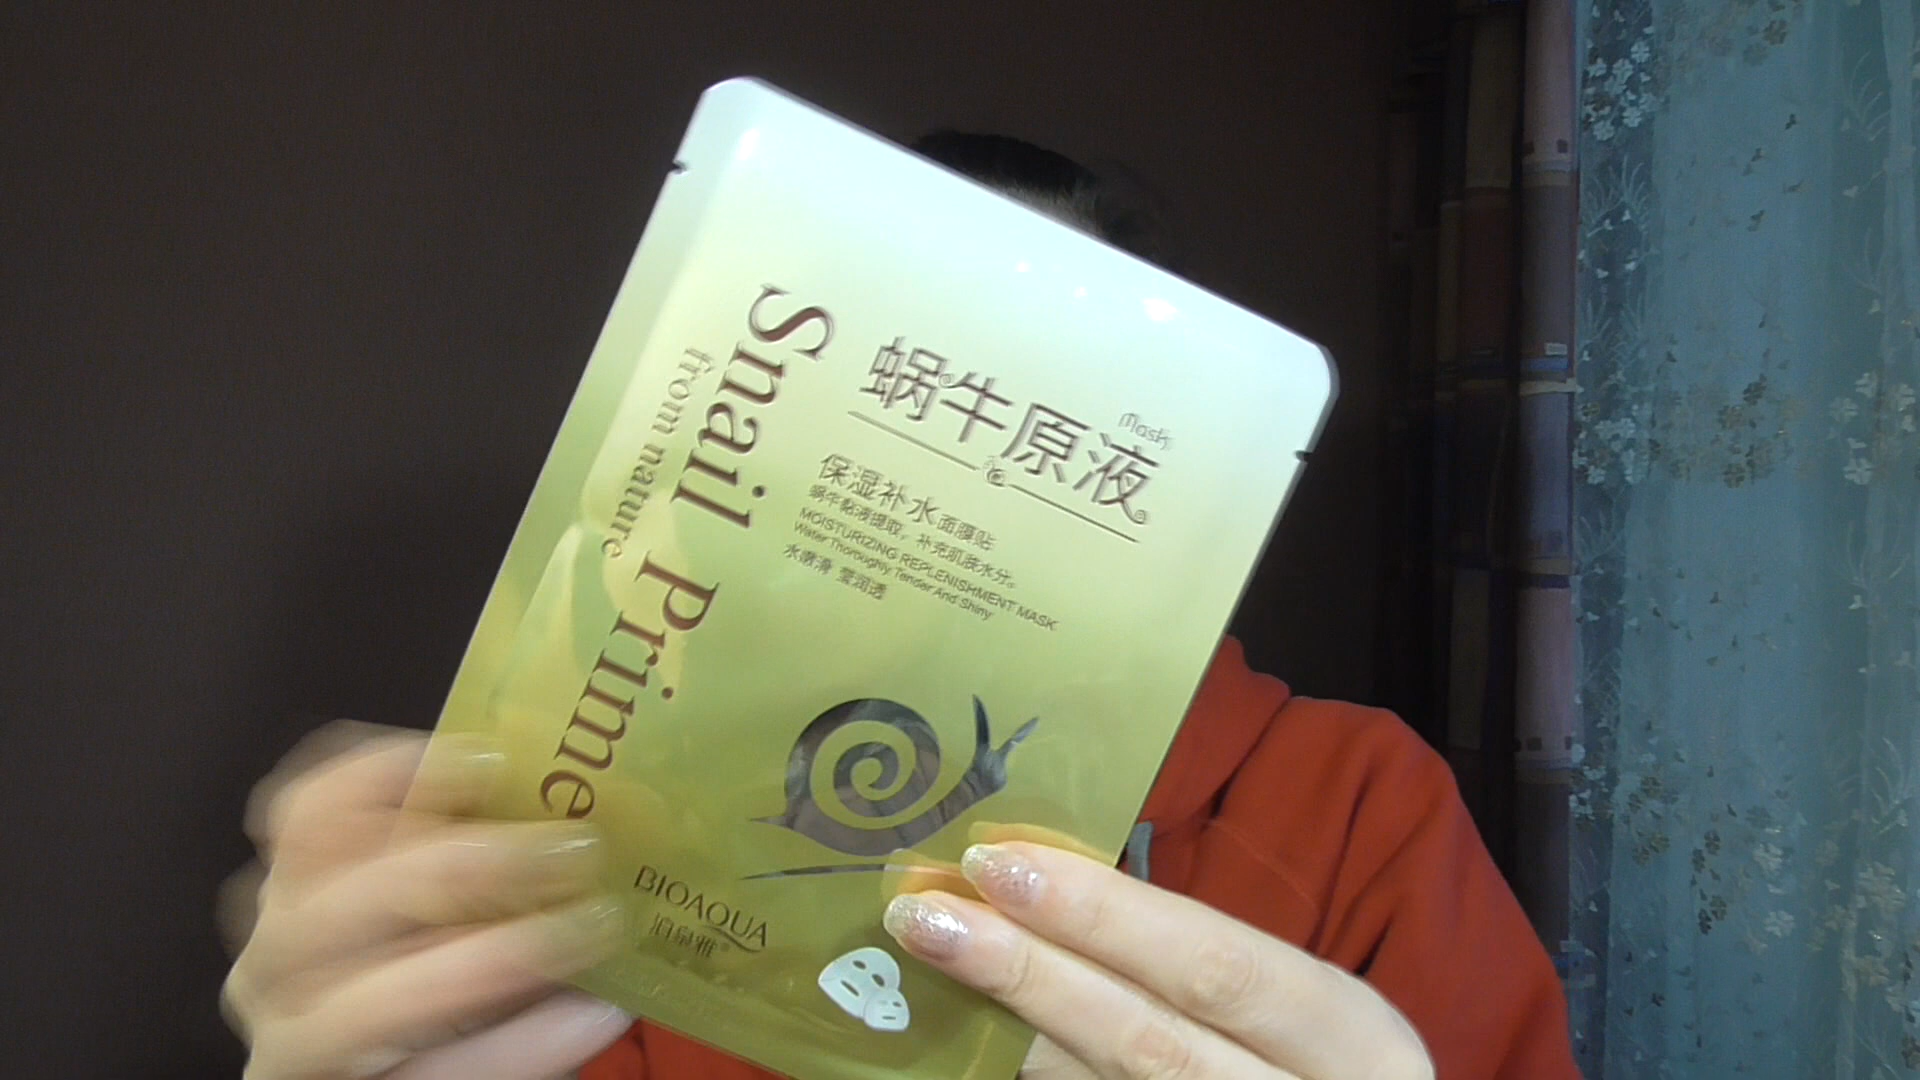 Snail Prime
from nature
Mask
蜗牛原液
保湿补水面膜贴
蜗牛黏液提取，补充肌肤水分。
MOISTURIZING REPLENISHMENT MASK
Water Thoroughly Tender And Shiny
水嫩滑 莹润透
BIOAQUA
泊泉雅®